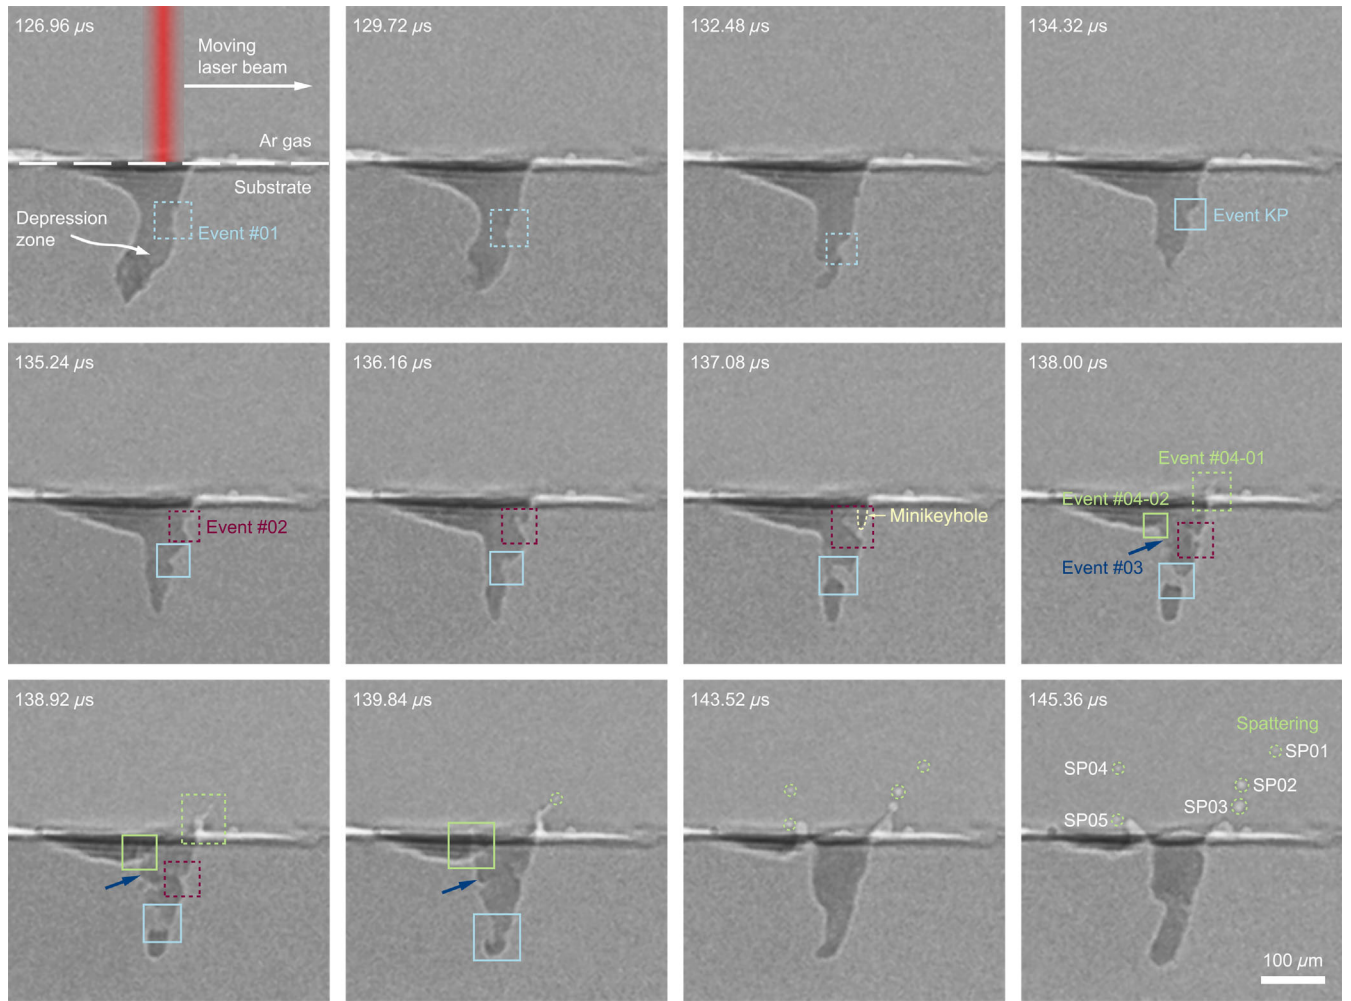 126.96 µs
Moving
laser beam
Ar gas
Substrate
Depression
zone
Event #01
129.72 µs
132.48 µs
134.32 µs
Event KP
135.24 µs
Event #02
136.16 µs
137.08 µs
Minikeyhole
138.00 µs
Event #04-01
Event #04-02
Event #03
138.92 µs
139.84 µs
143.52 µs
145.36 µs
Spattering
SP01
SP04
SP02
SP03
SP05
100 µm